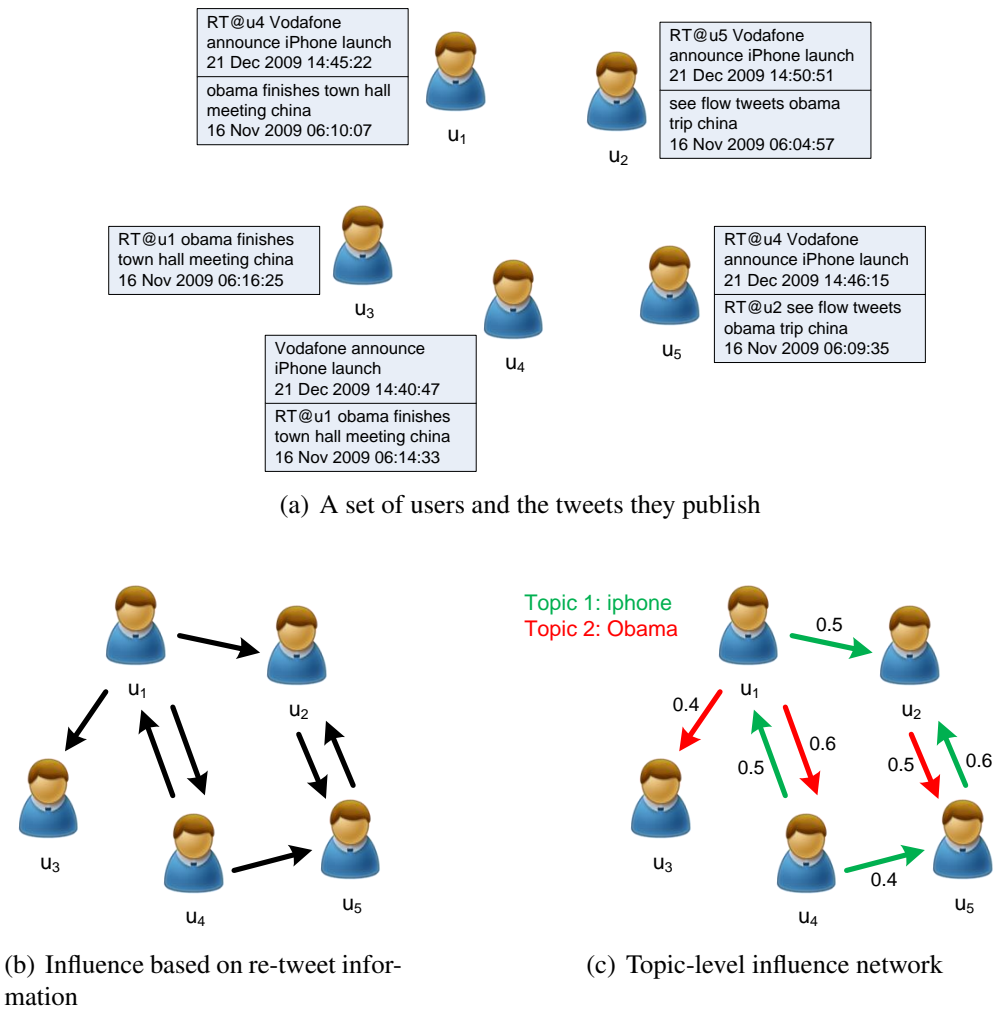 RT@u4 Vodafone
announce iPhone launch
21 Dec 2009 14:45:22
obama finishes town hall
meeting china
16 Nov 2009 06:10:07
u1
RT@u5 Vodafone
announce iPhone launch
21 Dec 2009 14:50:51
see flow tweets obama
trip china
16 Nov 2009 06:04:57
u2
RT@u1 obama finishes
town hall meeting china
16 Nov 2009 06:16:25
u3
Vodafone announce
iPhone launch
21 Dec 2009 14:40:47
RT@u1 obama finishes
town hall meeting china
16 Nov 2009 06:14:33
u4
RT@u4 Vodafone
announce iPhone launch
21 Dec 2009 14:46:15
RT@u2 see flow tweets
obama trip china
16 Nov 2009 06:09:35
u5
(a) A set of users and the tweets they publish
u1
u2
u3
u4
u5
(b) Influence based on re-tweet infor-
mation
Topic 1: iphone
Topic 2: Obama
0.5
u1
u2
0.4
0.6
0.5
0.5
0.6
u3
0.4
u4
u5
(c) Topic-level influence network